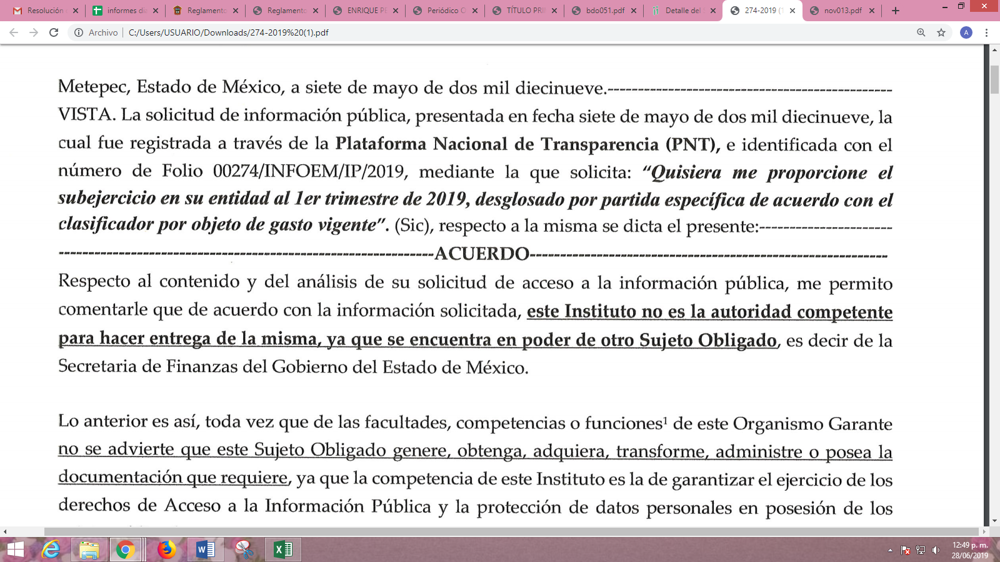 Resolución
informes di
Reglamento
Reglamento
ENRIQUE PE
Periódico O
TÍTULO PRI
bdo051.pdf
Detalle del
274-2019 (1
nov013.pdf
Archivo
C:/Users/USUARIO/Downloads/274-2019%20(1).pdf
A
Metepec, Estado de México, a siete de mayo de dos mil diecinueve.-----------------------------------------------
VISTA. La solicitud de información pública, presentada en fecha siete de mayo de dos mil diecinueve, la
cual fue registrada a través de la Plataforma Nacional de Transparencia (PNT), e identificada con el
número de Folio 00274/INFOEM/IP/2019, mediante la que solicita: “Quisiera me proporcione el
subejercicio en su entidad al 1er trimestre de 2019, desglosado por partida específica de acuerdo con el
clasificador por objeto de gasto vigente”. (Sic), respecto a la misma se dicta el presente:----------------------
-----------------------------------------------------------------ACUERDO-----------------------------------------------------------
Respecto al contenido y del análisis de su solicitud de acceso a la información pública, me permito
comentarle que de acuerdo con la información solicitada, este Instituto no es la autoridad competente
para hacer entrega de la misma, ya que se encuentra en poder de otro Sujeto Obligado, es decir de la
Secretaria de Finanzas del Gobierno del Estado de México.
Lo anterior es así, toda vez que de las facultades, competencias o funciones¹ de este Organismo Garante
no se advierte que este Sujeto Obligado genere, obtenga, adquiera, transforme, administre o posea la
documentación que requiere, ya que la competencia de este Instituto es la de garantizar el ejercicio de los
derechos de Acceso a la Información Pública y la protección de datos personales en posesión de los
12:49 p. m.
28/06/2019